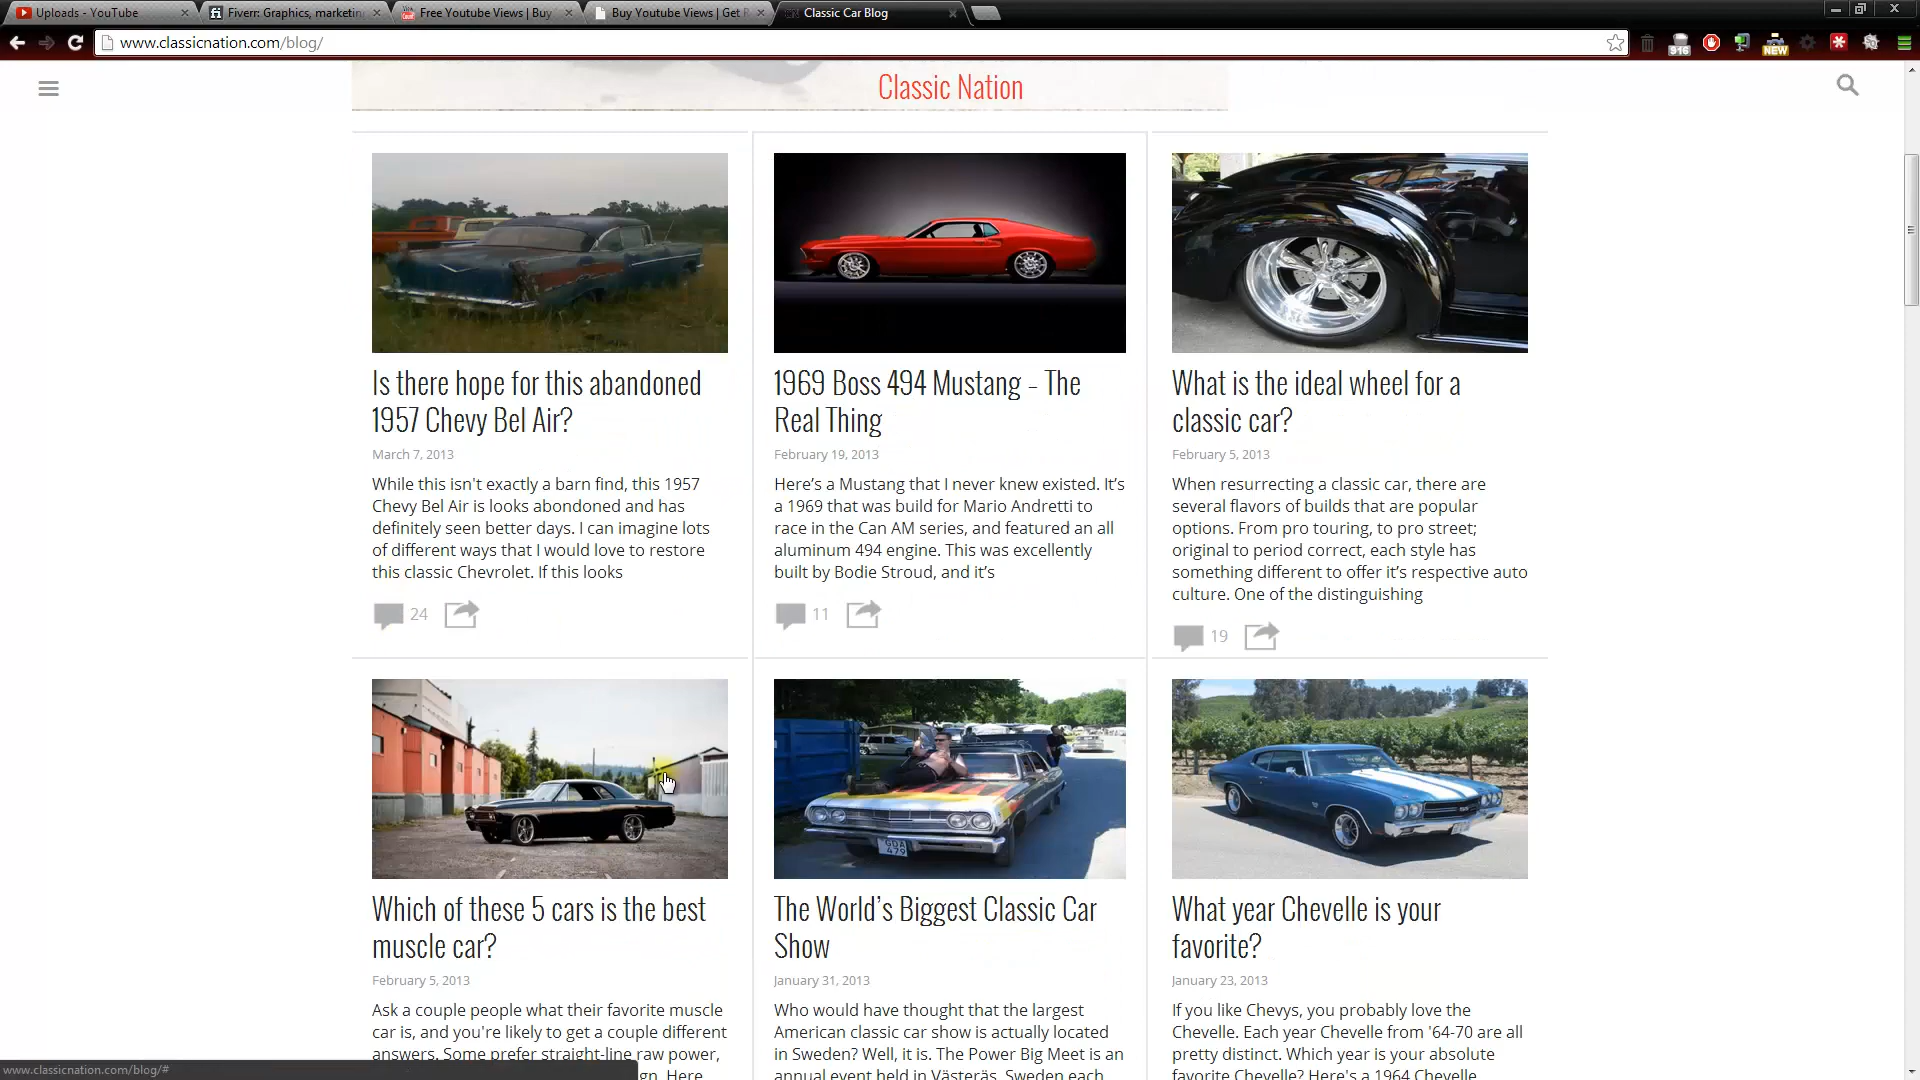 Uploads - YouTube
Fiverr: Graphics, marketin
Free Youtube Views | Buy
Buy Youtube Views | Get R
Classic Car Blog
www.classicnation.com/blog/
916
NEW
Classic Nation
Is there hope for this abandoned
1957 Chevy Bel Air?
March 7, 2013
While this isn't exactly a barn find, this 1957
Chevy Bel Air is looks abondoned and has
definitely seen better days. I can imagine lots
of different ways that I would love to restore
this classic Chevrolet. If this looks
24
1969 Boss 494 Mustang – The
Real Thing
February 19, 2013
Here’s a Mustang that I never knew existed. It’s
a 1969 that was build for Mario Andretti to
race in the Can AM series, and featured an all
aluminum 494 engine. This was excellently
built by Bodie Stroud, and it’s
11
What is the ideal wheel for a
classic car?
February 5, 2013
When resurrecting a classic car, there are
several flavors of builds that are popular
options. From pro touring, to pro street;
original to period correct, each style has
something different to offer it’s respective auto
culture. One of the distinguishing
19
Which of these 5 cars is the best
muscle car?
February 5, 2013
Ask a couple people what their favorite muscle
car is, and you're likely to get a couple different
answers. Some prefer straight-line raw power,
gn. Here
GDA
479
The World’s Biggest Classic Car
Show
January 31, 2013
Who would have thought that the largest
American classic car show is actually located
in Sweden? Well, it is. The Power Big Meet is an
annual event held in Västerås, Sweden each
What year Chevelle is your
favorite?
January 23, 2013
If you like Chevys, you probably love the
Chevelle. Each year Chevelle from '64-70 are all
pretty distinct. Which year is your absolute
favorite Chevelle? Here's a 1964 Chevelle
www.classicnation.com/blog/#